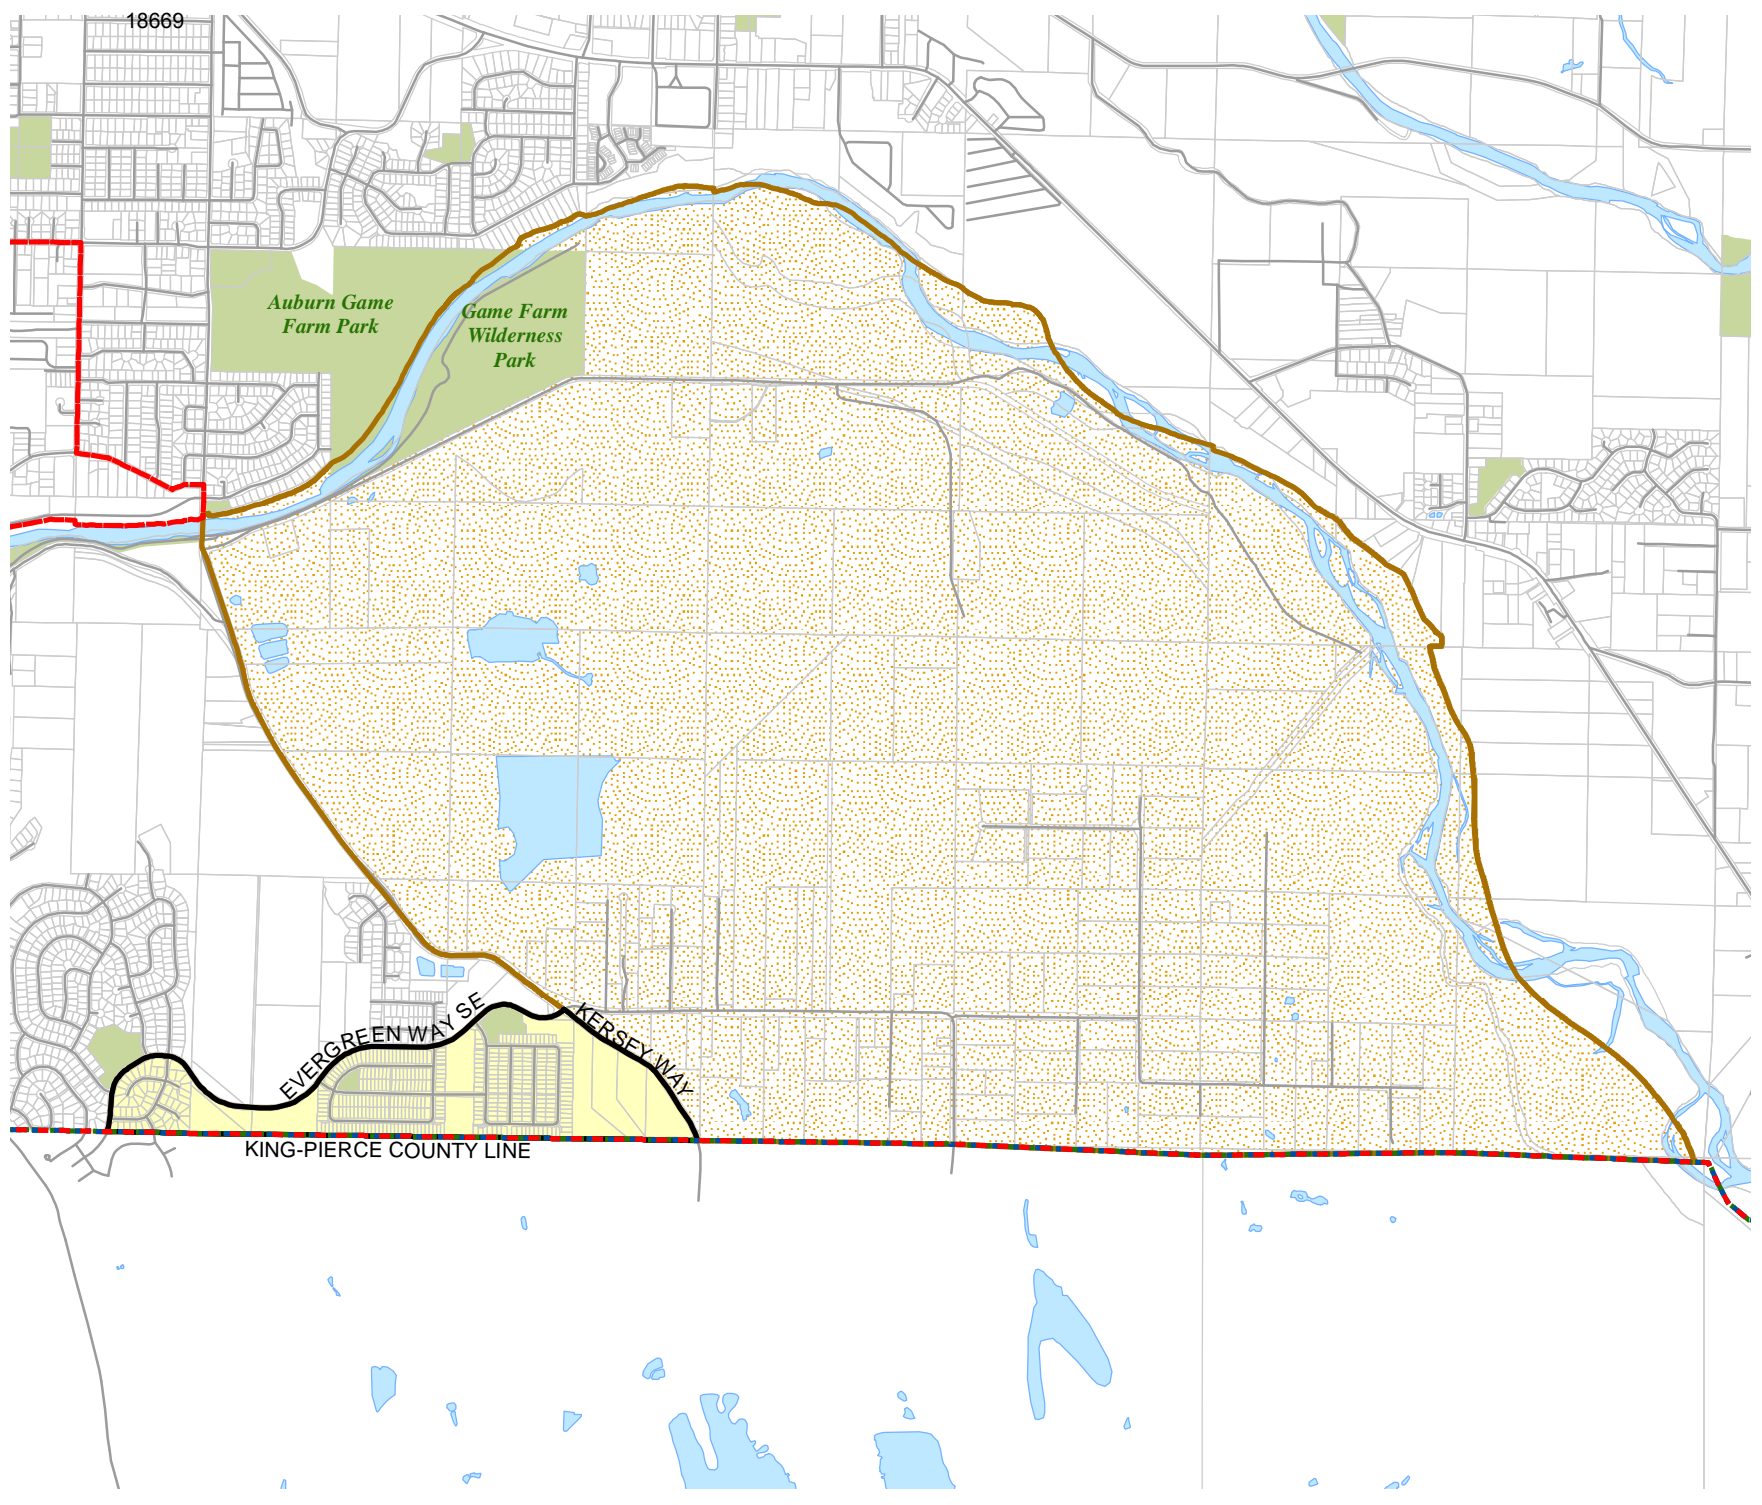 18669
Auburn Game
Farm Park
Game Farm
Wilderness
Park
EVERGREEN WAY SE
KERSEY WAY
KING-PIERCE COUNTY LINE